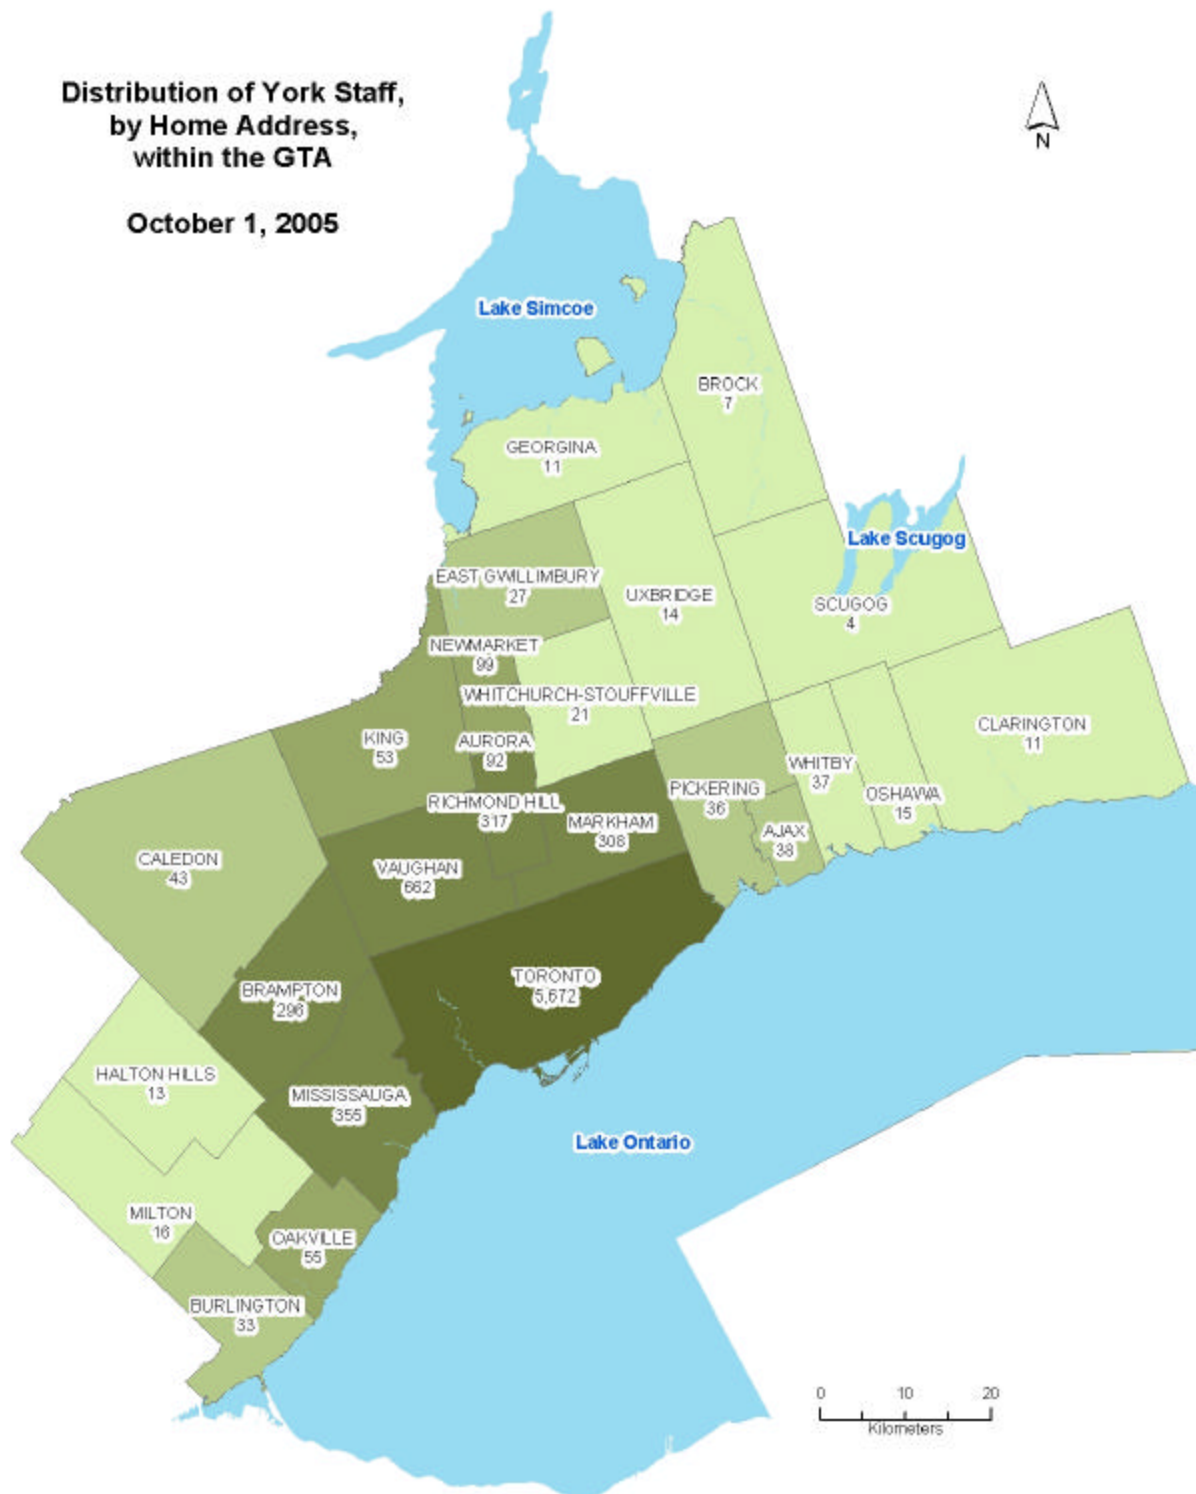 Distribution of York Staff,
by Home Address,
within the GTA
October 1, 2005
N
Lake Simcoe
BROCK
7
GEORGINA
11
Lake Scugog
EAST GWILLIMBURY
27
UXBRIDGE
14
SCUGOG
4
NEWMARKET
99
WHITCHURCH-STOUFFVILLE
21
KING
53
AURORA
92
CLARINGTON
11
WHITBY
37
PICKERING
36
OSHAWA
15
RICHMOND HILL
317
MARKHAM
308
AJAX
38
CALEDON
43
VAUGHAN
662
TORONTO
5,672
BRAMPTON
296
HALTON HILLS
13
MISSISSAUGA
355
Lake Ontario
MILTON
16
OAKVILLE
55
BURLINGTON
33
0 10 20
Kilometers